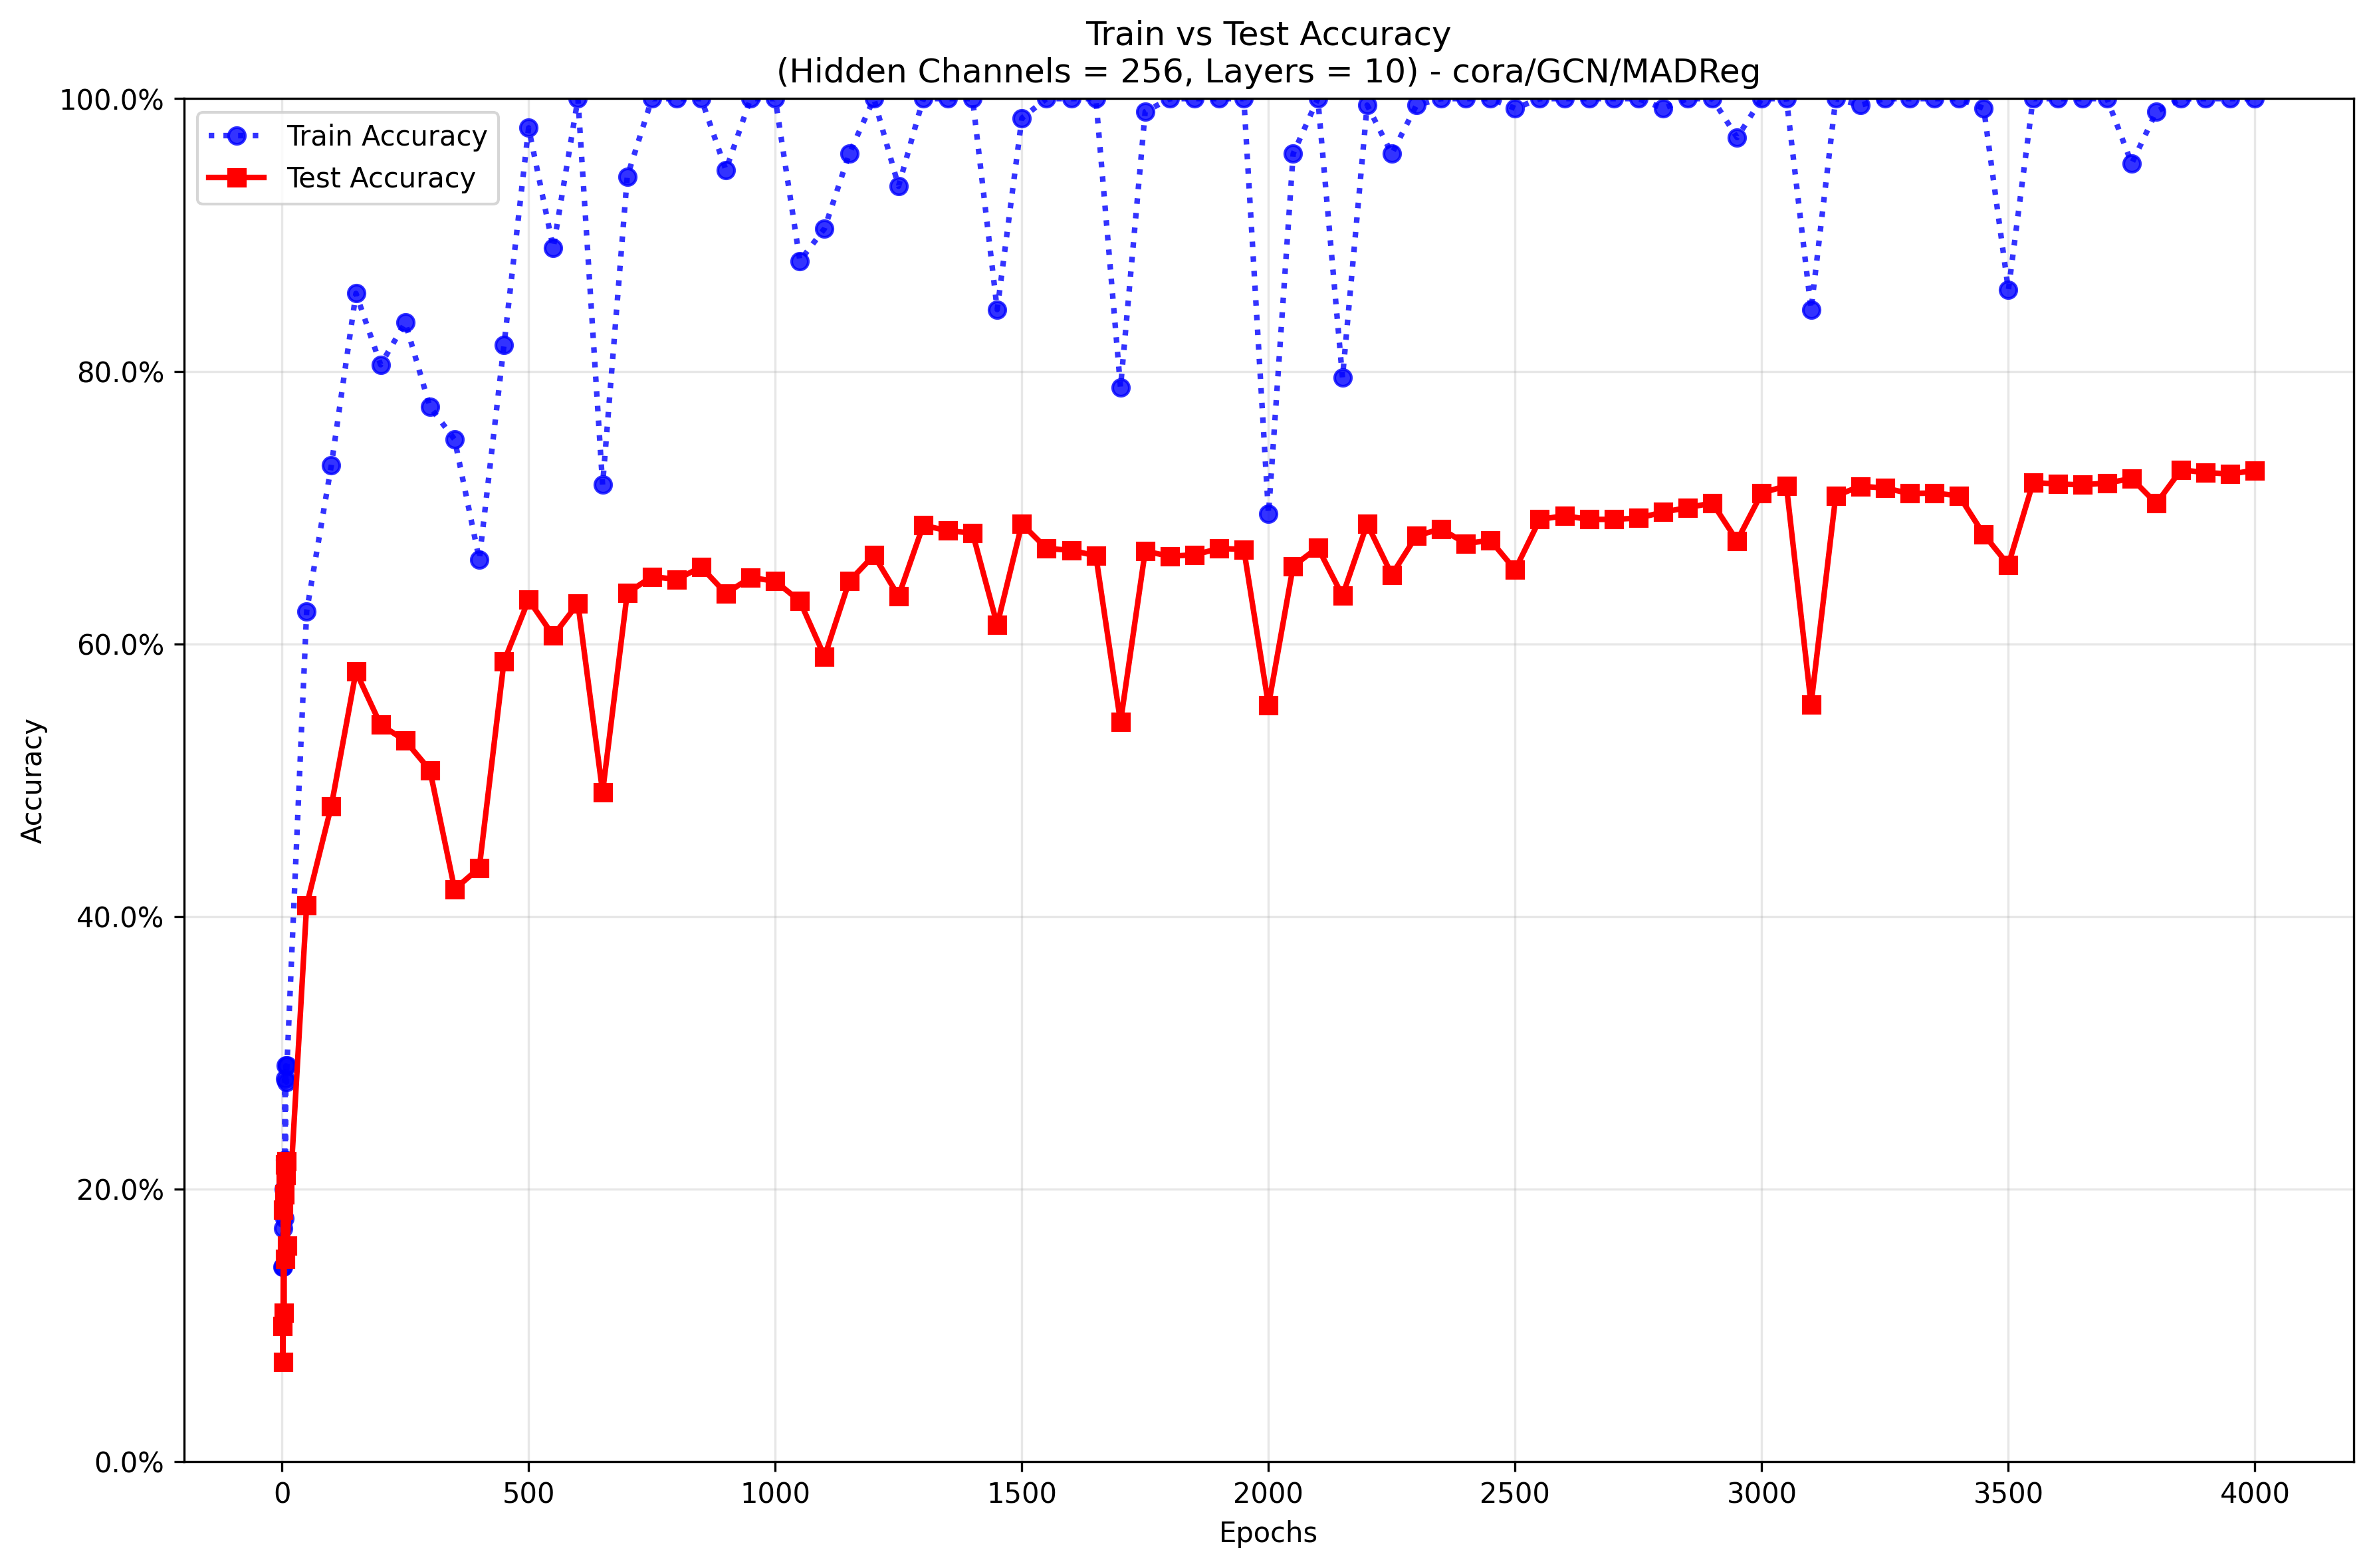 Train vs Test Accuracy
(Hidden Channels = 256, Layers = 10) - cora/GCN/MADReg
100.0%
80.0%
60.0%
40.0%
20.0%
0.0%
Train Accuracy
Test Accuracy
Accuracy
0 500 1000 1500 2000 2500 3000 3500 4000
Epochs